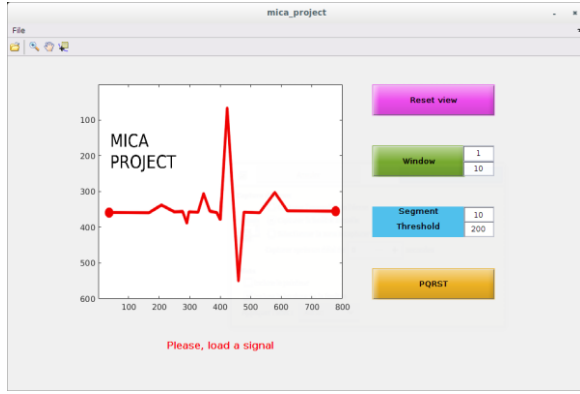 mica_project
File
MICA
PROJECT
100
200
300
400
500
600
100 200 300 400 500 600 700 800
Please, load a signal
Reset view
Window 1
10
Segment 10
Threshold 200
PQRST